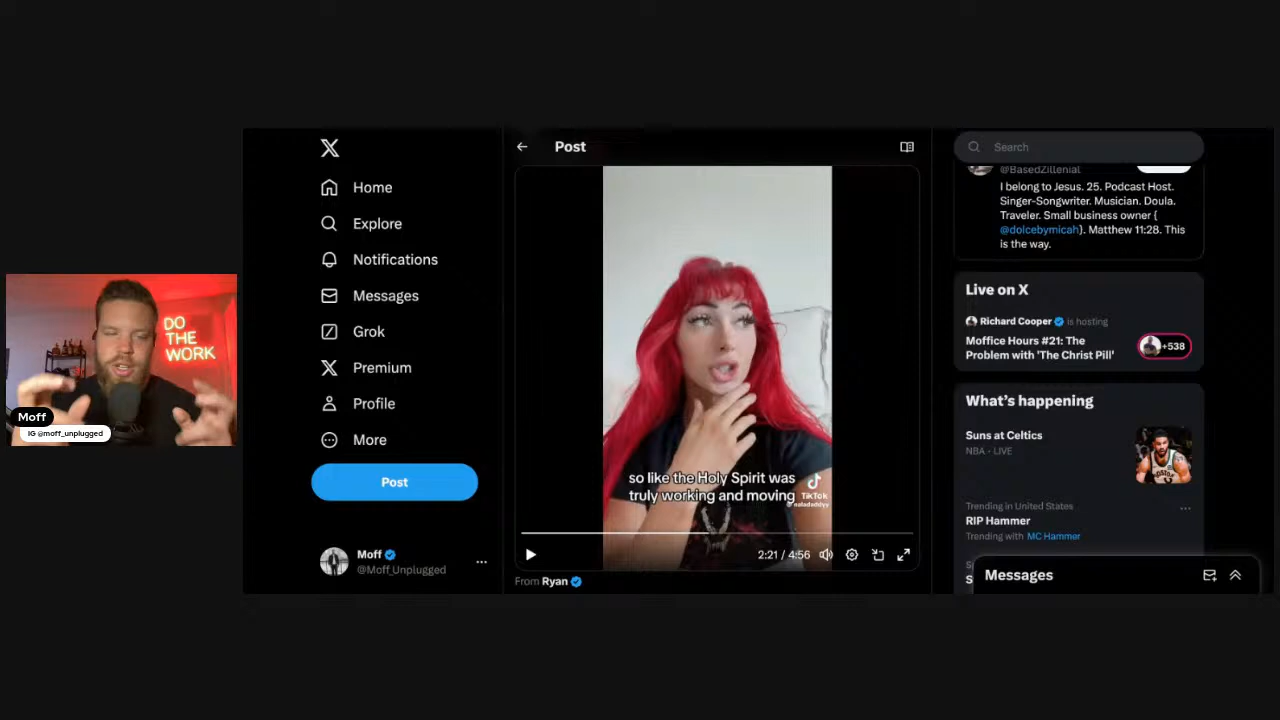 DO
THE
WORK
Moff
IG @moff_unplugged
X
Home
Explore
Notifications
Messages
Grok
Premium
Profile
More
Post
Moff
@Moff_Unplugged
Post
so like the Holy Spirit was
truly working and moving
TikTok
2:21 / 4:56
From Ryan
Search
@BasedZillenial
I belong to Jesus. 25. Podcast Host.
Singer-Songwriter. Musician. Doula.
Traveler. Small business owner {
@dolcebymicah}. Matthew 11:28. This
is the way.
Live on X
Richard Cooper is hosting
Moffice Hours #21: The
Problem with 'The Christ Pill'
+538
What's happening
Suns at Celtics
NBA · LIVE
Trending in United States
RIP Hammer
Trending with MC Hammer
Messages